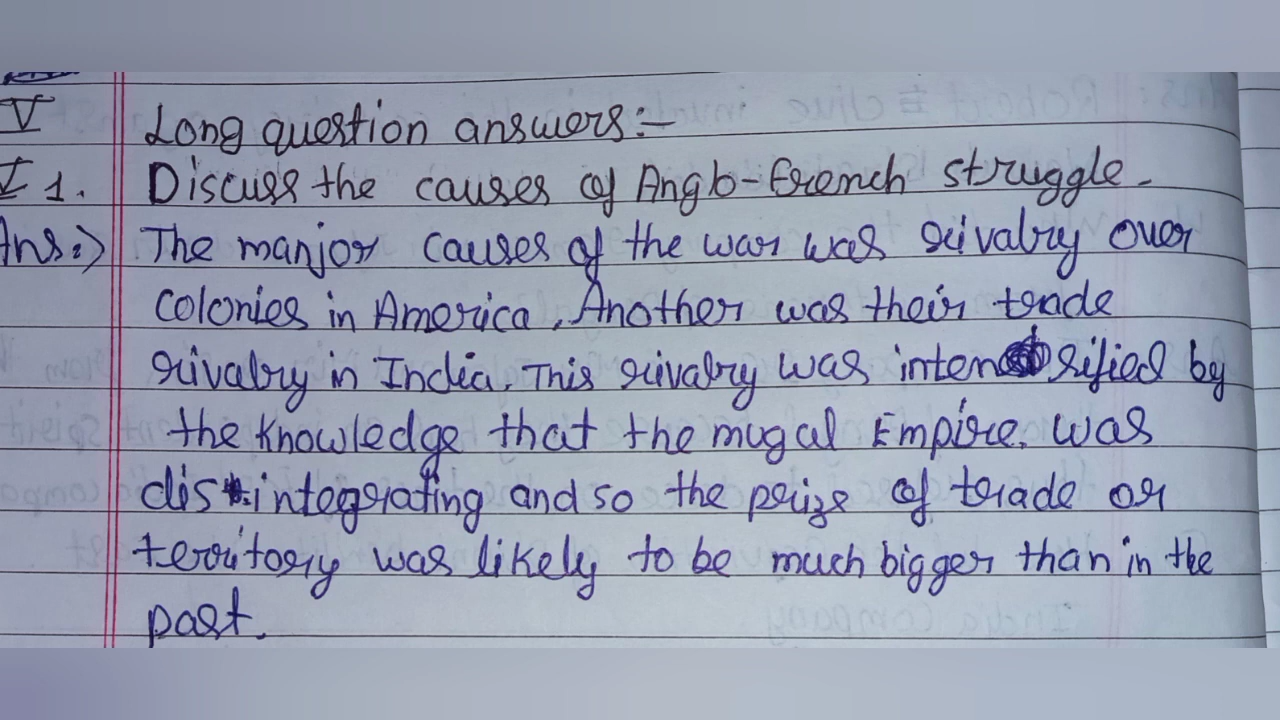 V Long question answers:-
I 1. Discuss the causes of Anglo-French struggle.
Ans:> The manjor causes of the war was rivalry over
colonies in America, Another was their trade
rivalry in India, This rivalry was intensified by
the knowledge that the mugal Empire. was
disintegrating and so the prize of trade or
territory was likely to be much bigger than in the
past.